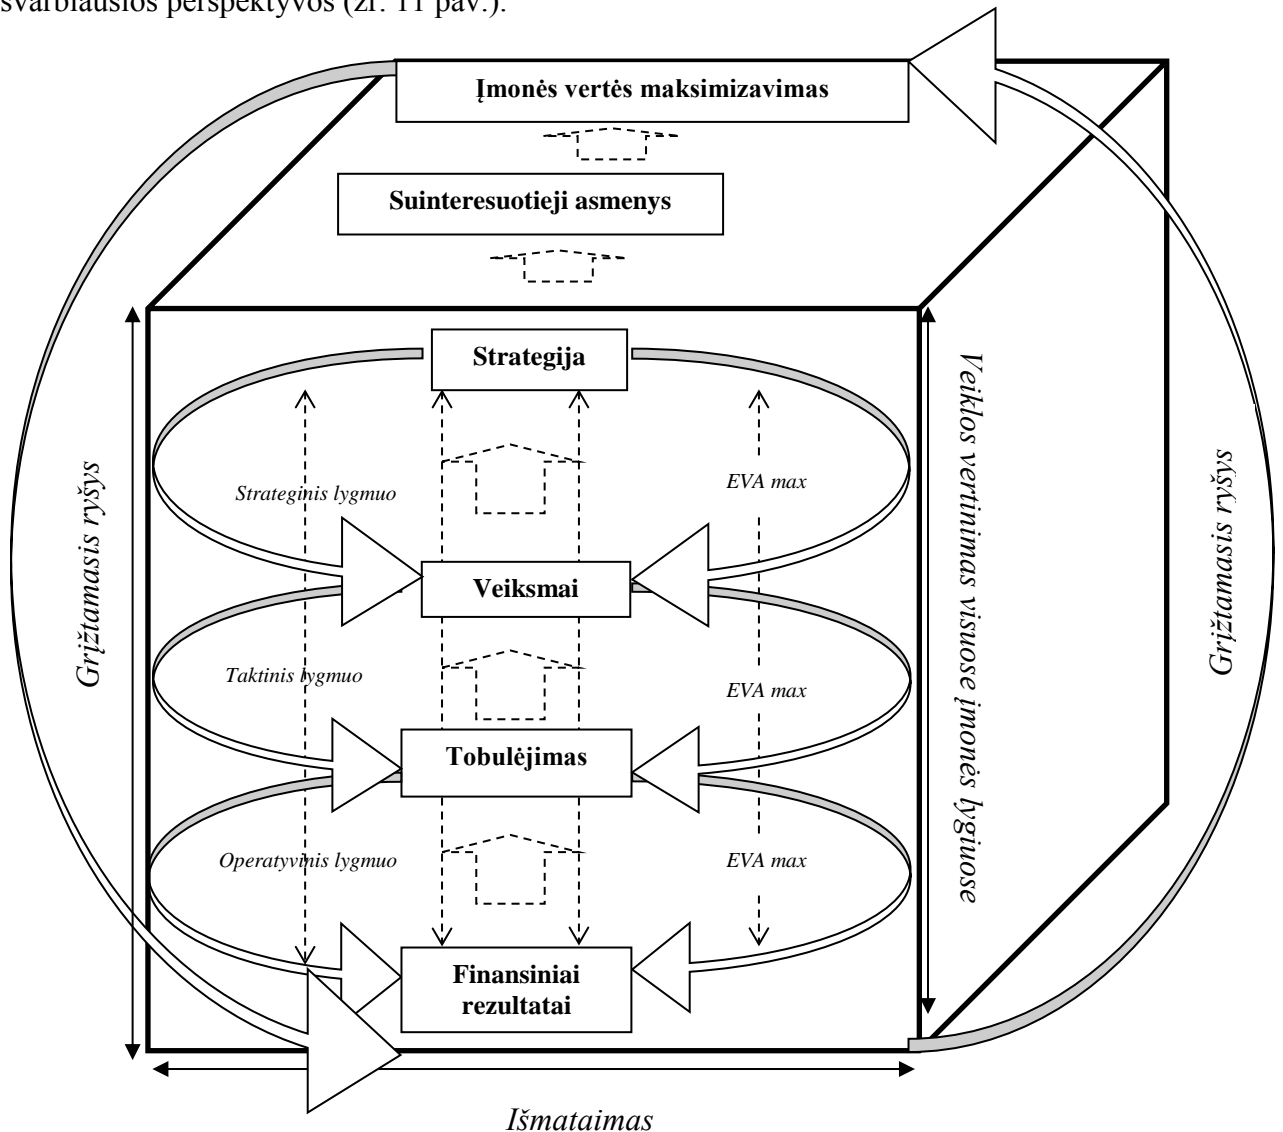 svarbiausios perspektyvos (žr. 11 pav.).
Įmonės vertės maksimizavimas
Suinteresuotieji asmenys
Strategija
Strateginis lygmuo
EVA max
Veiksmai
Taktinis lygmuo
EVA max
Tobulėjimas
Operatyvinis lygmuo
EVA max
Finansiniai
rezultatai
Grįžtamasis ryšys
Veiklos vertinimas visuose įmonės lygiuose
Grįžtamasis ryšys
Išmataimas